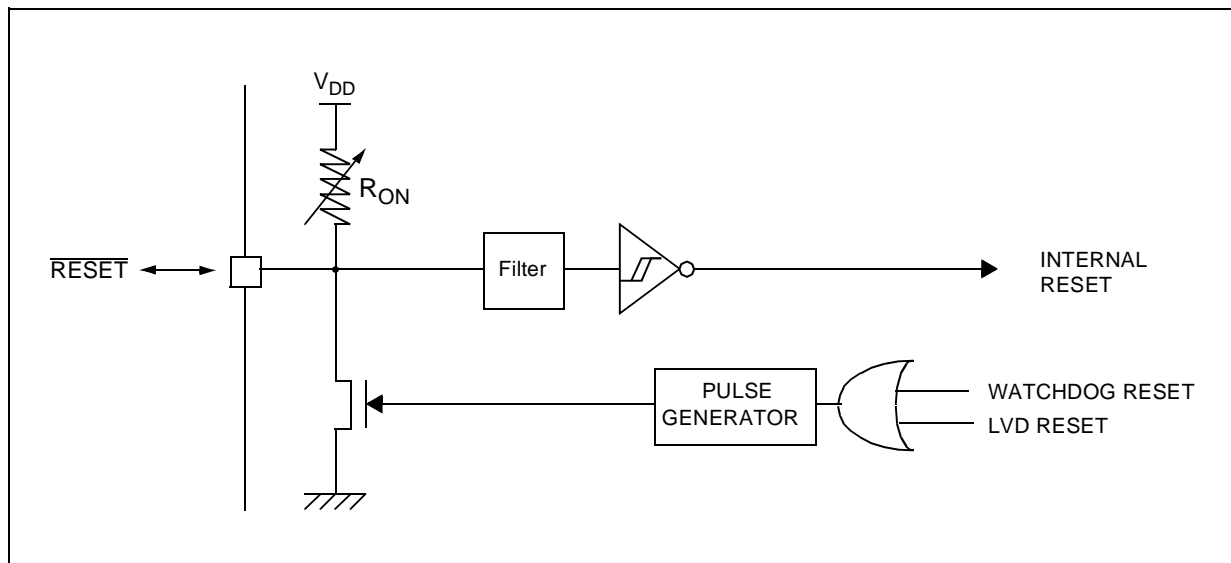 VDD
RON
RESET
Filter
INTERNAL
RESET
PULSE
GENERATOR
WATCHDOG RESET
LVD RESET